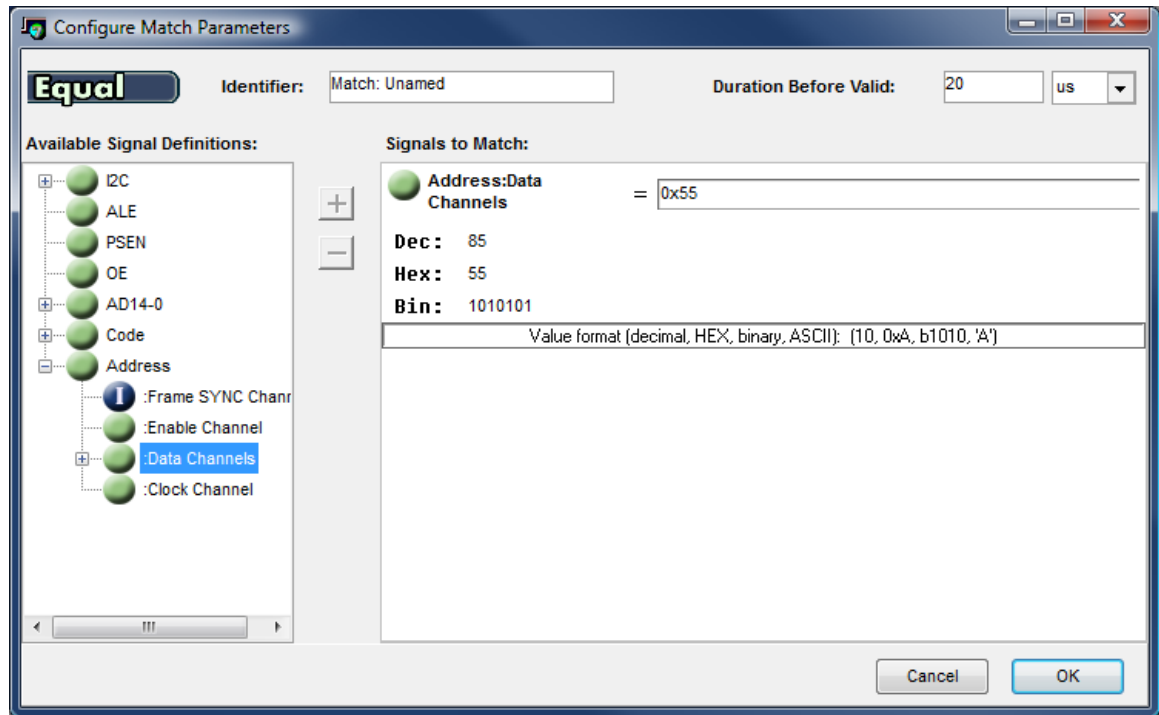 Configure Match Parameters
Equal
Identifier:
Match: Unamed
Duration Before Valid:
20
us
Available Signal Definitions:
I2C
ALE
PSEN
OE
AD14-0
Code
Address
I
:Frame SYNC Chanr
:Enable Channel
:Data Channels
:Clock Channel
+
−
Signals to Match:
Address:Data
Channels
=
0x55
Dec: 85
Hex: 55
Bin: 1010101
Value format (decimal, HEX, binary, ASCII): (10, 0xA, b1010, 'A')
Cancel
OK